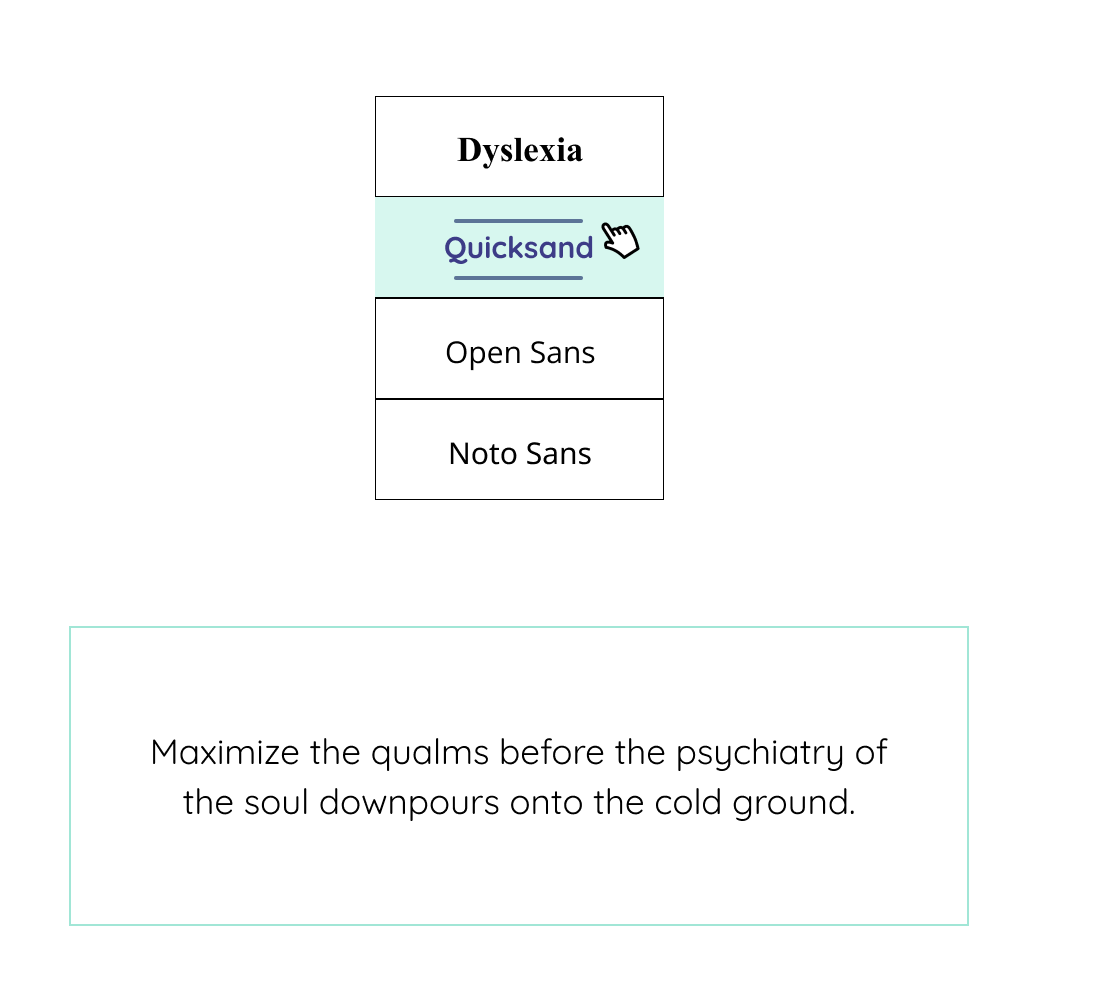 Dyslexia
Quicksand
Open Sans
Noto Sans
Maximize the qualms before the psychiatry of
the soul downpours onto the cold ground.